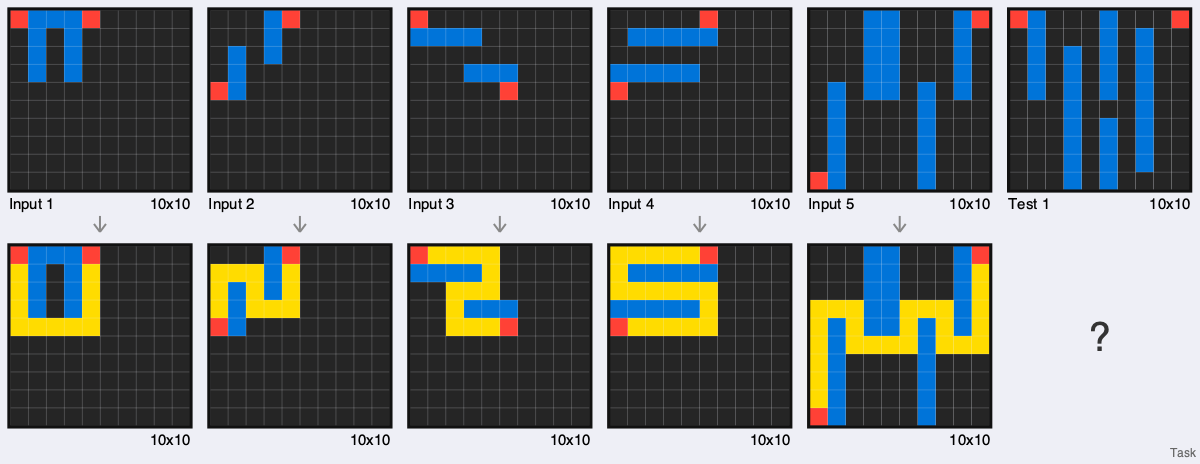 Input 1 10x10
Input 2 10x10
Input 3 10x10
Input 4 10x10
Input 5 10x10
Test 1 10x10
?
10x10
10x10
10x10
10x10
10x10
Task